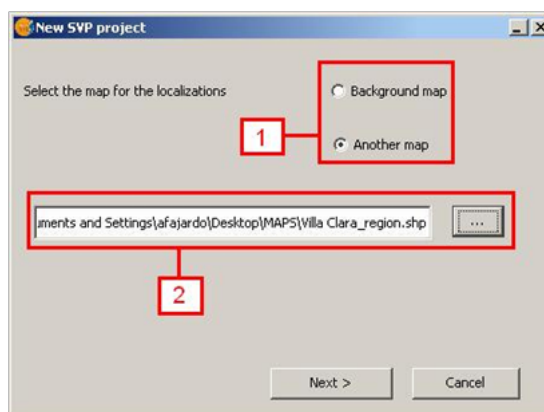 New SVP project
Select the map for the localizations
Background map
1
Another map
uments and Settings\afajardo\Desktop\MAPS\Villa Clara_region.shp
...
2
Next >
Cancel